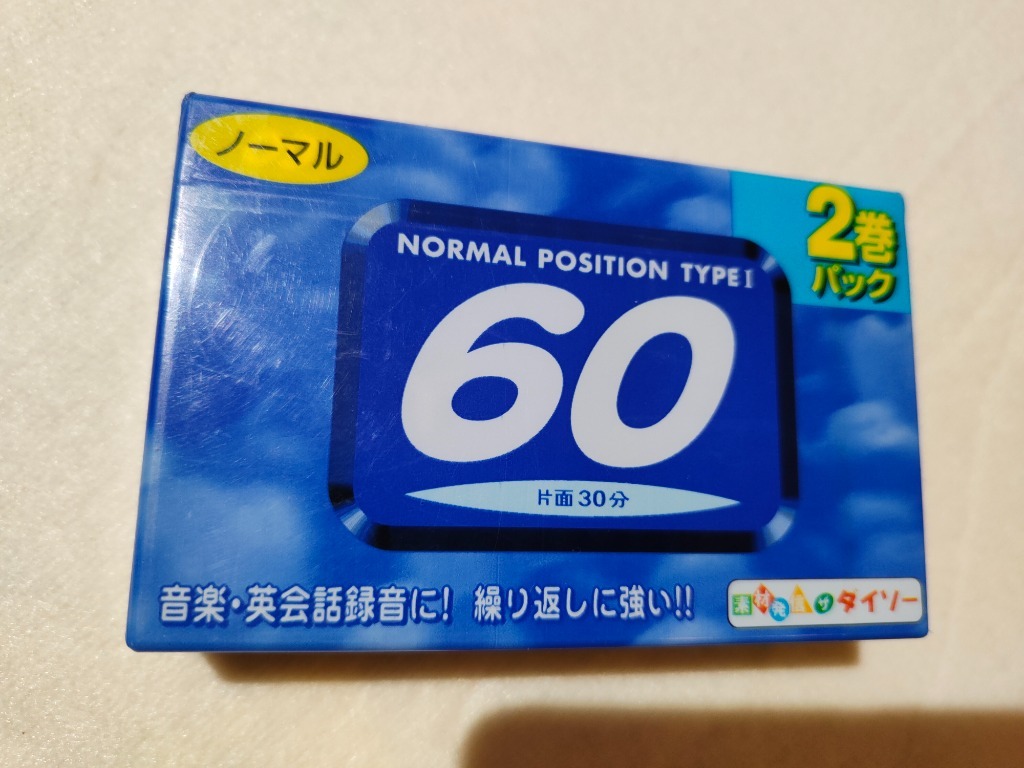 ノーマル
2巻
パック
NORMAL POSITION TYPE I
60
片面30分
音楽・英会話録音に! 繰り返しに強い!!
ダイソー